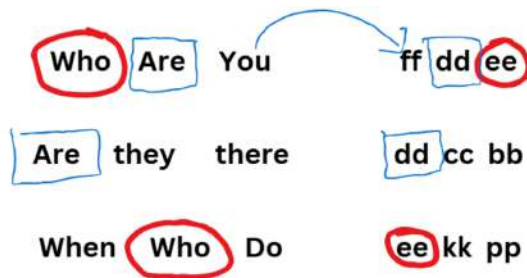 Who Are You ff dd ee
Are they there dd cc bb
When Who Do ee kk pp